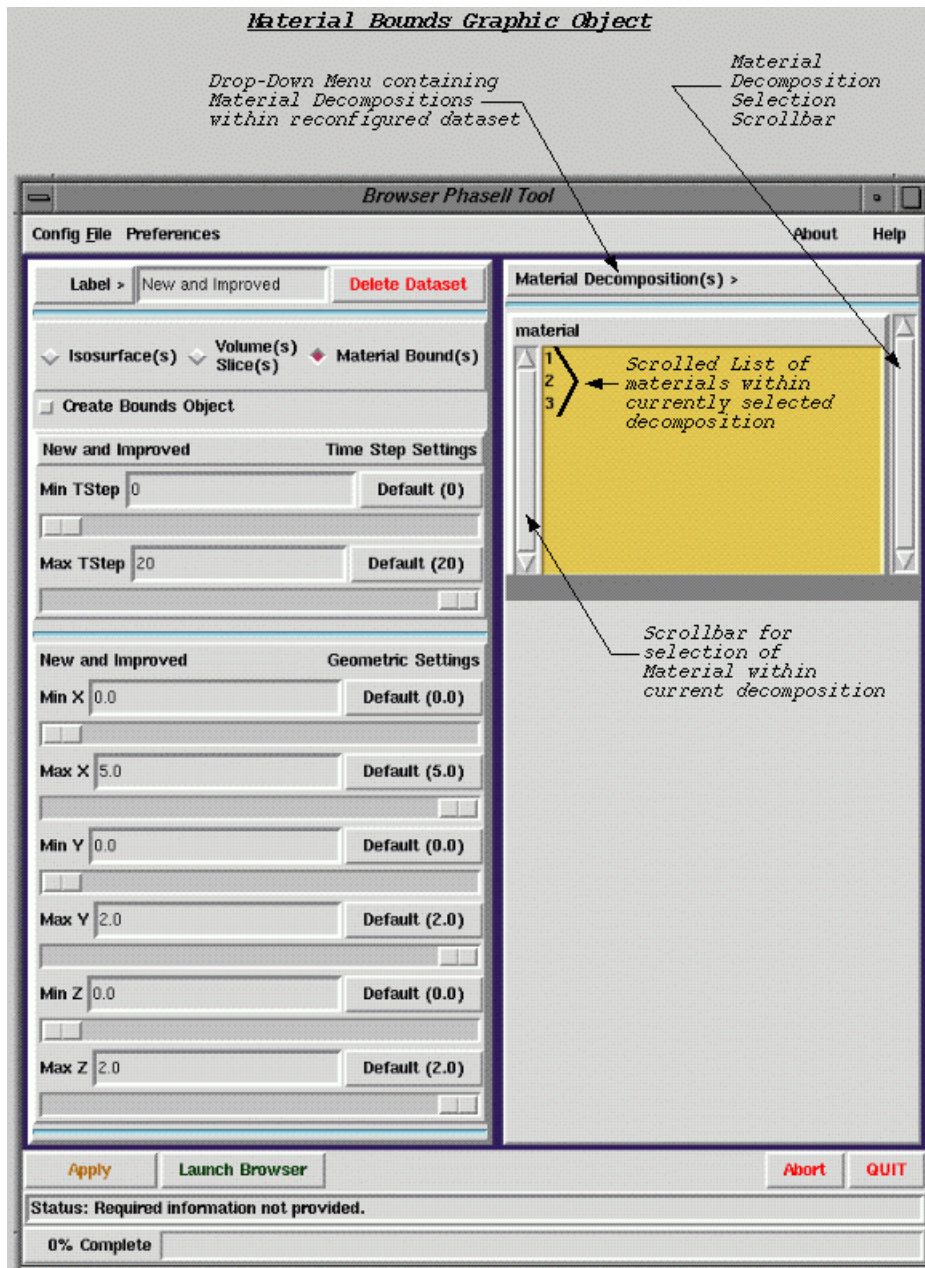 Material Bounds Graphic Object
Drop-Down Menu containing
Material Decompositions
within reconfigured dataset
Material
Decomposition
Selection
Scrollbar
Browser PhaseII Tool
Config File Preferences
About Help
Label > New and Improved Delete Dataset
Isosurface(s) Volume(s) Slice(s) Material Bound(s)
Create Bounds Object
New and Improved Time Step Settings
Min TStep 0 Default (0)
Max TStep 20 Default (20)
New and Improved Geometric Settings
Min X 0.0 Default (0.0)
Max X 5.0 Default (5.0)
Min Y 0.0 Default (0.0)
Max Y 2.0 Default (2.0)
Min Z 0.0 Default (0.0)
Max Z 2.0 Default (2.0)
Material Decomposition(s) >
material
1
2
3
Scrolled List of
materials within
currently selected
decomposition
Scrollbar for
selection of
Material within
current decomposition
Apply Launch Browser Abort QUIT
Status: Required information not provided.
0% Complete